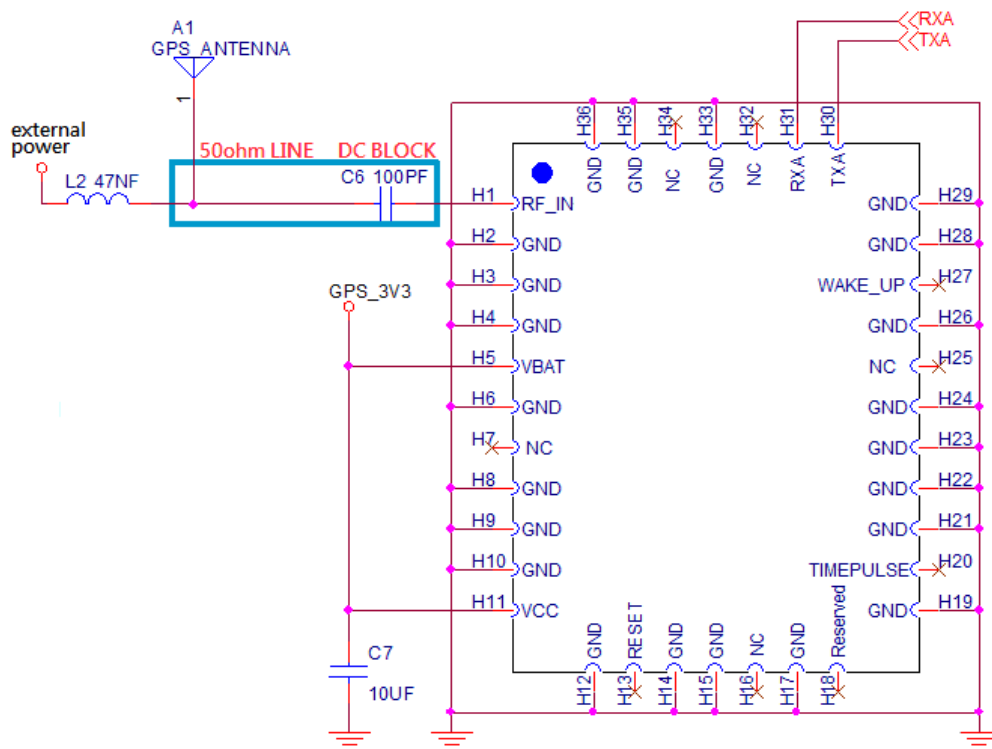 RXA
TXA
A1
GPS_ANTENNA
1
external
power
50ohm LINE DC BLOCK
L2 47NF
C6 100PF
GPS_3V3
C7
10UF
H36 H35 H34 H33 H32 H31 H30
GND GND NC GND NC RXA TXA
H1 RF_IN
H2 GND
H3 GND
H4 GND
H5 VBAT
H6 GND
H7 NC
H8 GND
H9 GND
H10 GND
H11 VCC
GND H29
GND H28
WAKE_UP H27
GND H26
NC H25
GND H24
GND H23
GND H22
GND H21
TIMEPULSE H20
GND H19
GND RESET GND GND NC GND Reserved
H12 H13 H14 H15 H16 H17 H18